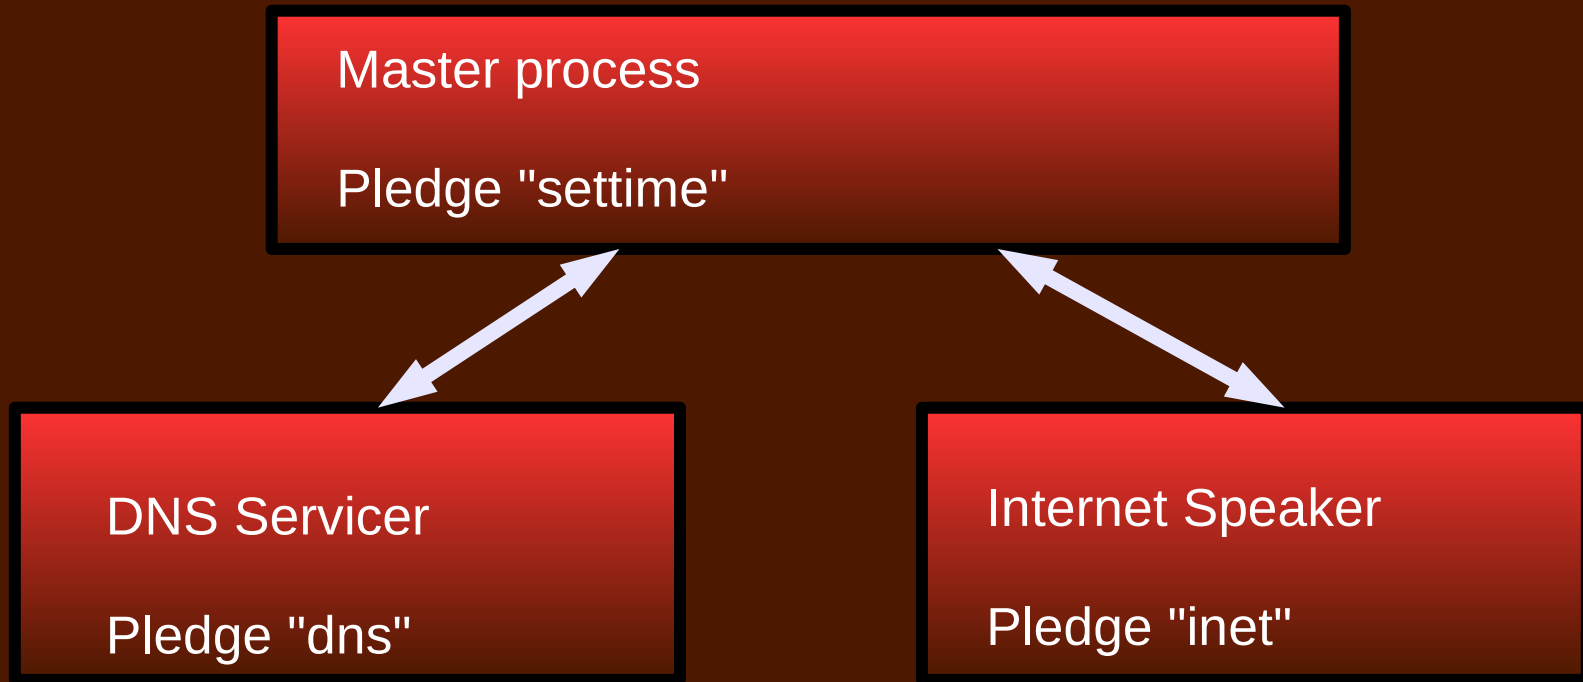 Master process
Pledge "settime"
DNS Servicer
Pledge "dns"
Internet Speaker
Pledge "inet"